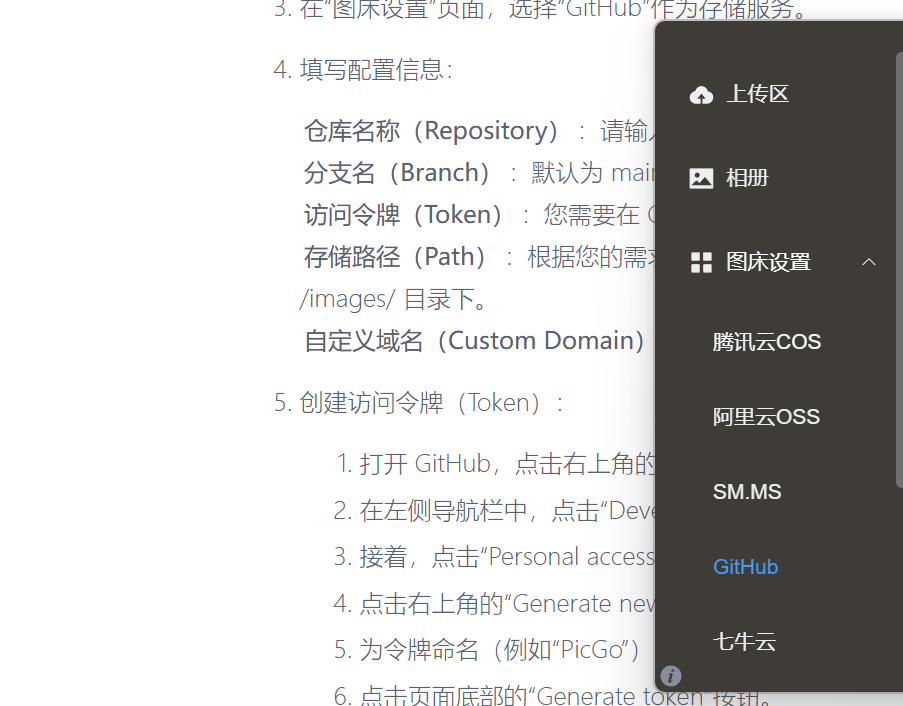 3. 在“图床设置”页面，选择“GitHub”作为存储服务。
4. 填写配置信息：
仓库名称（Repository）： 请输
分支名（Branch）： 默认为
访问令牌（Token）： 您需要在
存储路径（Path）： 根据您的需
/images/ 目录下。
自定义域名（Custom Domain）
5. 创建访问令牌（Token）：
1. 打开 GitHub，点击右上角的
2. 在左侧导航栏中，点击“
3. 接着，点击“Personal access
4. 点击右上角的“Generate
5. 为令牌命名（例如“PicGo”）
6. 点击页面底部的“Generate token”按钮。
上传区
相册
图床设置
腾讯云COS
阿里云OSS
SM.MS
GitHub
七牛云